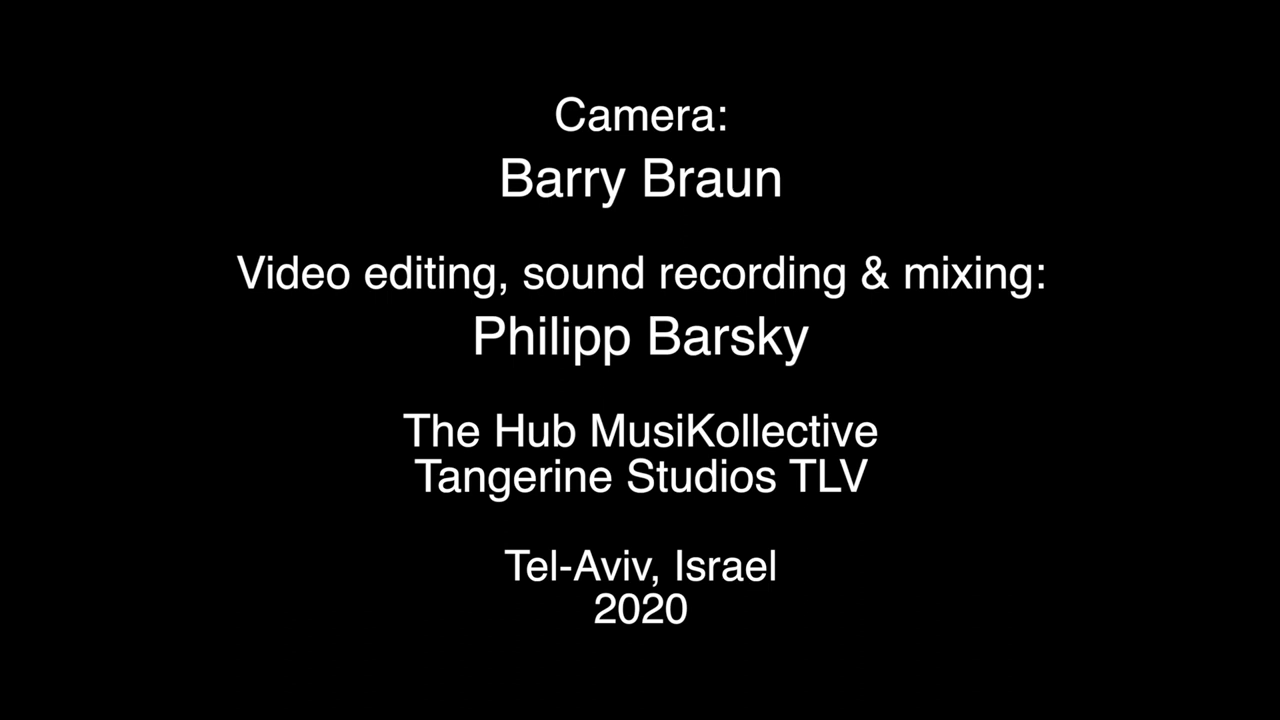 Camera:
Barry Braun
Video editing, sound recording & mixing:
Philipp Barsky
The Hub MusiKollective
Tangerine Studios TLV
Tel-Aviv, Israel
2020